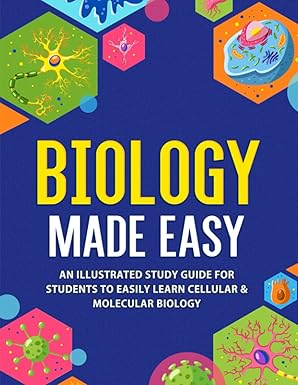 BIOLOGY
MADE EASY
AN ILLUSTRATED STUDY GUIDE FOR
STUDENTS TO EASILY LEARN CELLULAR &
MOLECULAR BIOLOGY